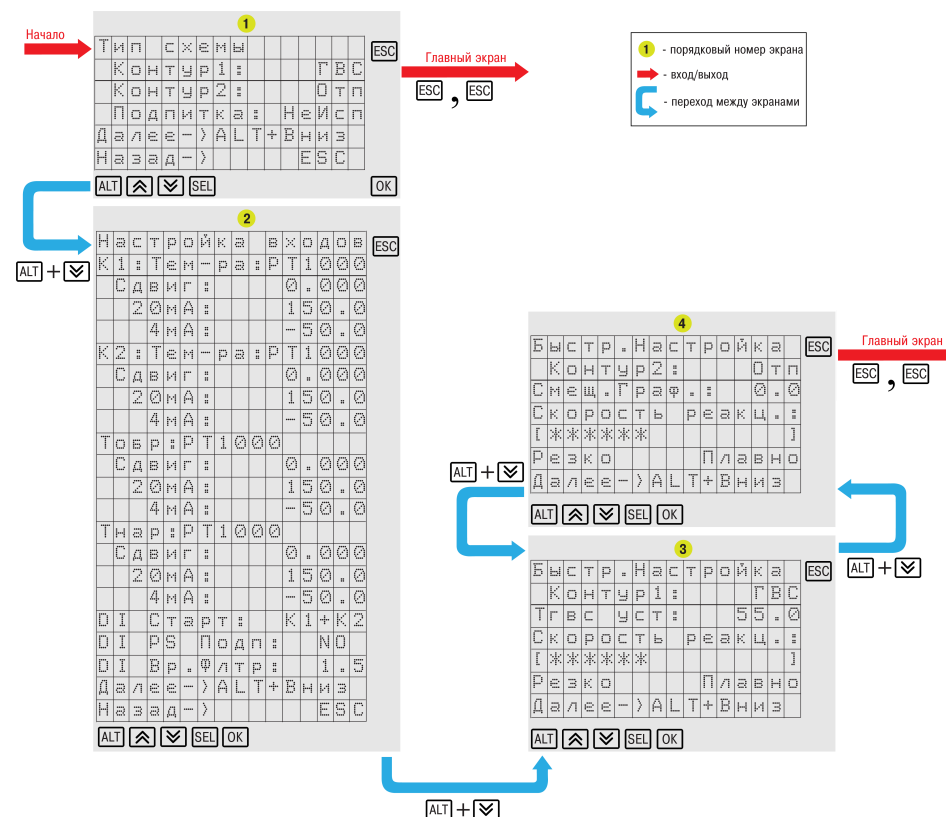 Начало
1
Тип схемы
ESC
Контур1: ГВС
Контур2: Отп
Подпитка: НеИсп
Далее->ALT+Вниз
Назад-> ESC
ALT SEL OK
Главный экран
ESC , ESC
1 - порядковый номер экрана
- вход/выход
- переход между экранами
ALT +
2
Настройка входов
ESC
К1:Тем-ра:PT1000
Сдвиг: 0.000
20мА: 150.0
4мА: -50.0
К2:Тем-ра:PT1000
Сдвиг: 0.000
20мА: 150.0
4мА: -50.0
Тобр:PT1000
Сдвиг: 0.000
20мА: 150.0
4мА: -50.0
Тнар:PT1000
Сдвиг: 0.000
20мА: 150.0
4мА: -50.0
DI Старт: К1+К2
DI PS Подп: NO
DI Вр.Флтр: 1.5
Далее->ALT+Вниз
Назад-> ESC
ALT SEL OK
ALT +
4
Быстр.Настройка
ESC
Контур2: Отп
Смещ.Граф.: 0.0
Скорость реакц.:
[****** ]
Резко Плавно
Далее->ALT+Вниз
ALT SEL OK
Главный экран
ESC , ESC
ALT +
3
Быстр.Настройка
ESC
Контур1: ГВС
Тгвс уст: 55.0
Скорость реакц.:
[****** ]
Резко Плавно
Далее->ALT+Вниз
ALT SEL OK
ALT +